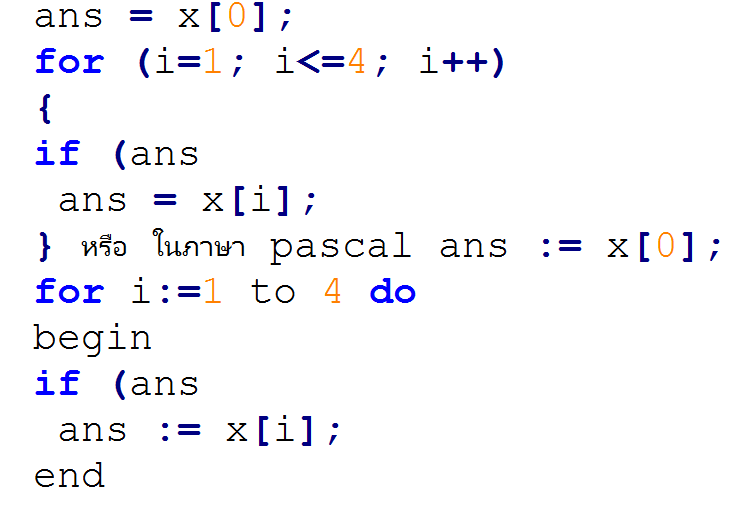 ans = x[0];
for (i=1; i<=4; i++)
{
if (ans
ans = x[i];
} หรือ ในภาษา pascal ans := x[0];
for i:=1 to 4 do
begin
if (ans
ans := x[i];
end